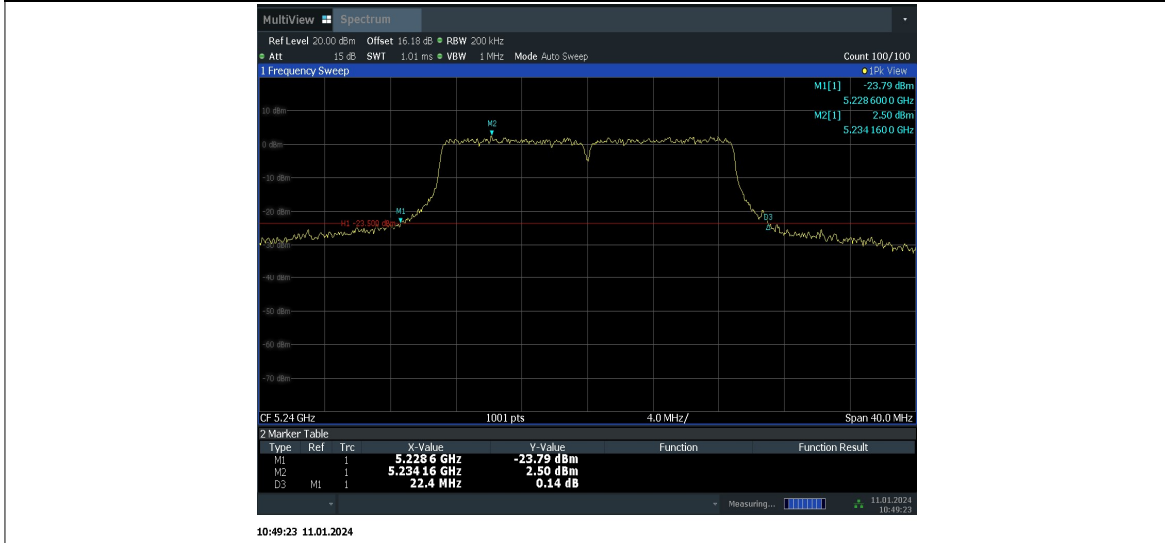 MultiView Spectrum
Ref Level 20.00 dBm Offset 16.18 dB RBW 200 kHz
Att 15 dB SWT 1.01 ms VBW 1 MHz Mode Auto Sweep Count 100/100
1 Frequency Sweep 1Pk View
M1[1] -23.79 dBm
5.228 600 0 GHz
M2[1] 2.50 dBm
5.234 160 0 GHz
10 dBm
M2
0 dBm
-10 dBm
-20 dBm
M1
D3
H1 -23.500 dBm
-30 dBm
-40 dBm
-50 dBm
-60 dBm
-70 dBm
CF 5.24 GHz 1001 pts 4.0 MHz/ Span 40.0 MHz
2 Marker Table
Type Ref Trc X-Value Y-Value Function Function Result
M1 1 5.228 6 GHz -23.79 dBm
M2 1 5.234 16 GHz 2.50 dBm
D3 M1 1 22.4 MHz 0.14 dB
Measuring... 11.01.2024
10:49:23
10:49:23 11.01.2024